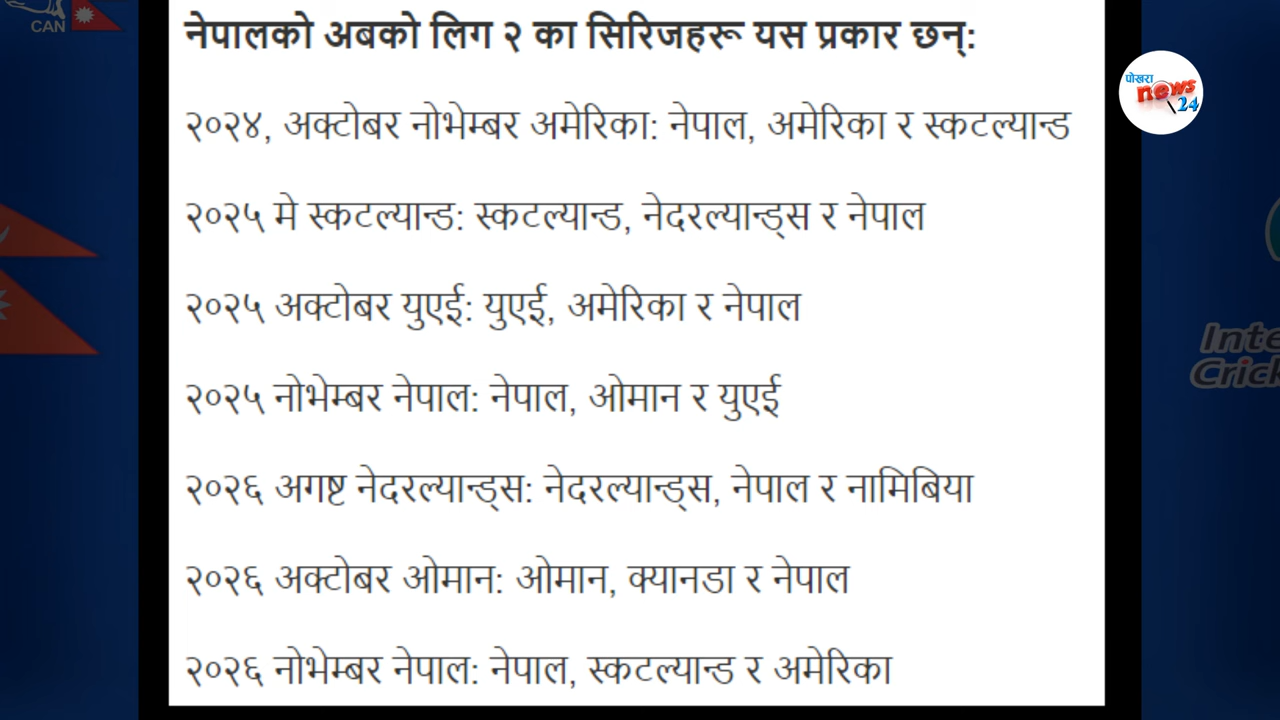 CAN
नेपालको अबको लिग २ का सिरिजहरू यस प्रकार छन्:
पोखरा
news
24
२०२४, अक्टोबर नोभेम्बर अमेरिका: नेपाल, अमेरिका र स्कटल्यान्ड
२०२५ मे स्कटल्यान्ड: स्कटल्यान्ड, नेदरल्यान्ड्स र नेपाल
२०२५ अक्टोबर युएई: युएई, अमेरिका र नेपाल
२०२५ नोभेम्बर नेपाल: नेपाल, ओमान र युएई
२०२६ अगष्ट नेदरल्यान्ड्स: नेदरल्यान्ड्स, नेपाल र नामिबिया
२०२६ अक्टोबर ओमान: ओमान, क्यानडा र नेपाल
२०२६ नोभेम्बर नेपाल: नेपाल, स्कटल्यान्ड र अमेरिका
Inte
Crick